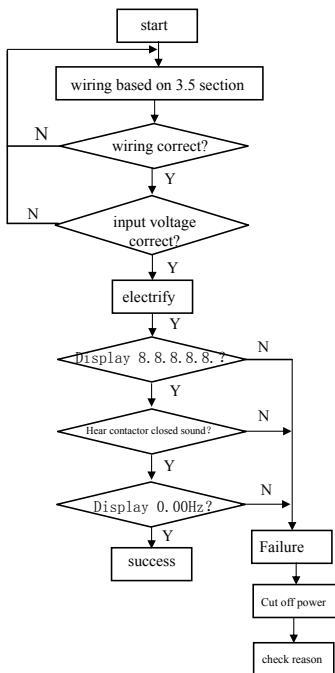 start
wiring based on 3.5 section
N
wiring correct?
Y
N
input voltage
correct?
Y
electrify
Y
Display 8.8.8.8.8.?
N
Y
Hear contactor closed sound?
N
Y
Display 0.00Hz?
N
Y
Failure
success
Cut off power
check reason